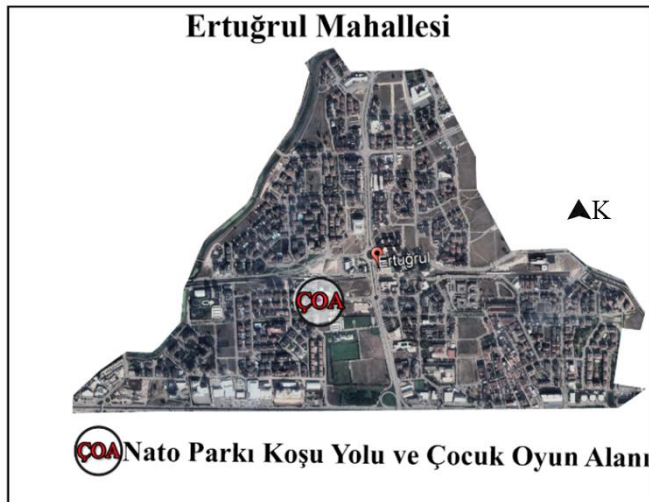 Ertuğrul Mahallesi
K
Ertuğrul
ÇOA
ÇOA Nato Parkı Koşu Yolu ve Çocuk Oyun Alanı